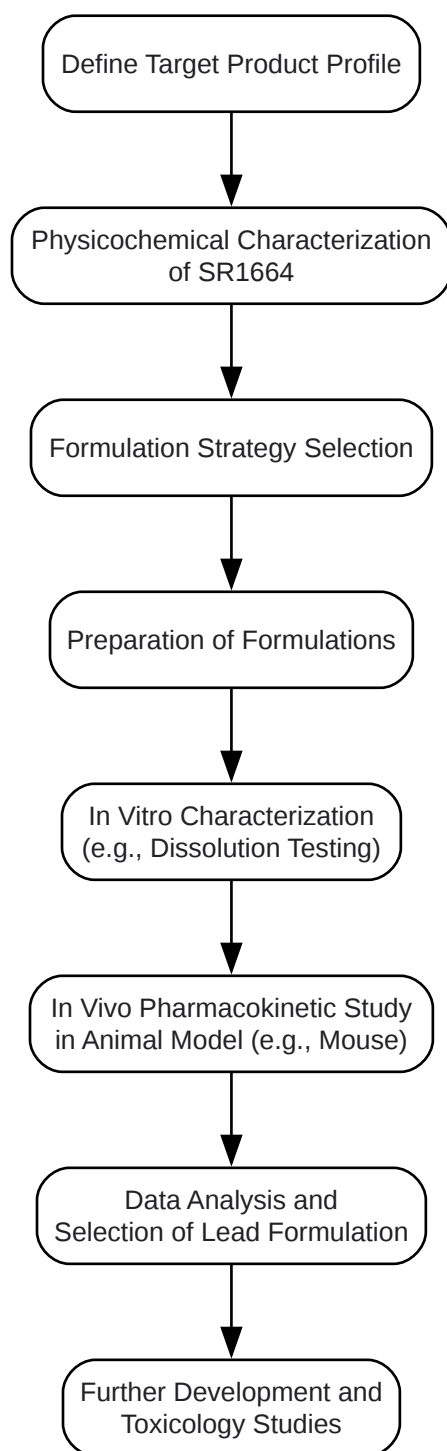 Define Target Product Profile
Physicochemical Characterization
of SR1664
Formulation Strategy Selection
Preparation of Formulations
In Vitro Characterization
(e.g., Dissolution Testing)
In Vivo Pharmacokinetic Study
in Animal Model (e.g., Mouse)
Data Analysis and
Selection of Lead Formulation
Further Development and
Toxicology Studies